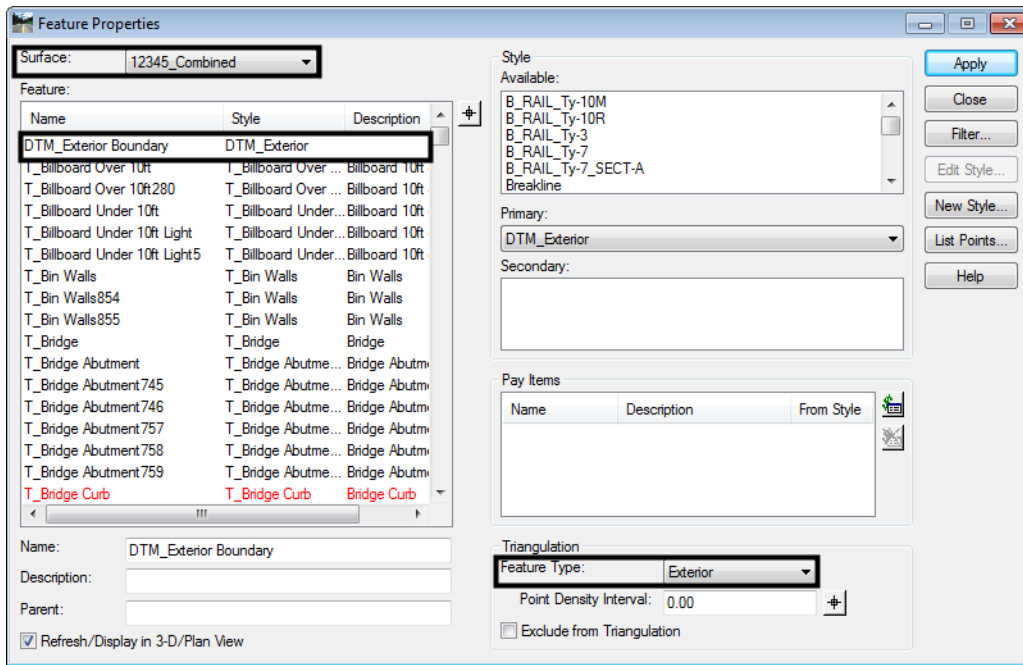 Feature Properties
Surface: 12345_Combined
Feature:
Name Style Description
DTM_Exterior Boundary DTM_Exterior
T_Billboard Over 10ft T_Billboard Over ... Billboard 10ft
T_Billboard Over 10ft280 T_Billboard Over ... Billboard 10ft
T_Billboard Under 10ft T_Billboard Under... Billboard 10ft
T_Billboard Under 10ft Light T_Billboard Under... Billboard 10ft
T_Billboard Under 10ft Light5 T_Billboard Under... Billboard 10ft
T_Bin Walls T_Bin Walls Bin Walls
T_Bin Walls854 T_Bin Walls Bin Walls
T_Bin Walls855 T_Bin Walls Bin Walls
T_Bridge T_Bridge Bridge
T_Bridge Abutment T_Bridge Abutme... Bridge Abutm
T_Bridge Abutment745 T_Bridge Abutme... Bridge Abutm
T_Bridge Abutment746 T_Bridge Abutme... Bridge Abutm
T_Bridge Abutment757 T_Bridge Abutme... Bridge Abutm
T_Bridge Abutment758 T_Bridge Abutme... Bridge Abutm
T_Bridge Abutment759 T_Bridge Abutme... Bridge Abutm
T_Bridge Curb T_Bridge Curb Bridge Curb
Name: DTM_Exterior Boundary
Description:
Parent:
Refresh/Display in 3-D/Plan View
Style
Available:
B_RAIL_Ty-10M
B_RAIL_Ty-10R
B_RAIL_Ty-3
B_RAIL_Ty-7
B_RAIL_Ty-7_SECT-A
Breakline
Primary:
DTM_Exterior
Secondary:
Pay Items
Name Description From Style
Triangulation
Feature Type: Exterior
Point Density Interval: 0.00
Exclude from Triangulation
Apply
Close
Filter...
Edit Style...
New Style...
List Points...
Help